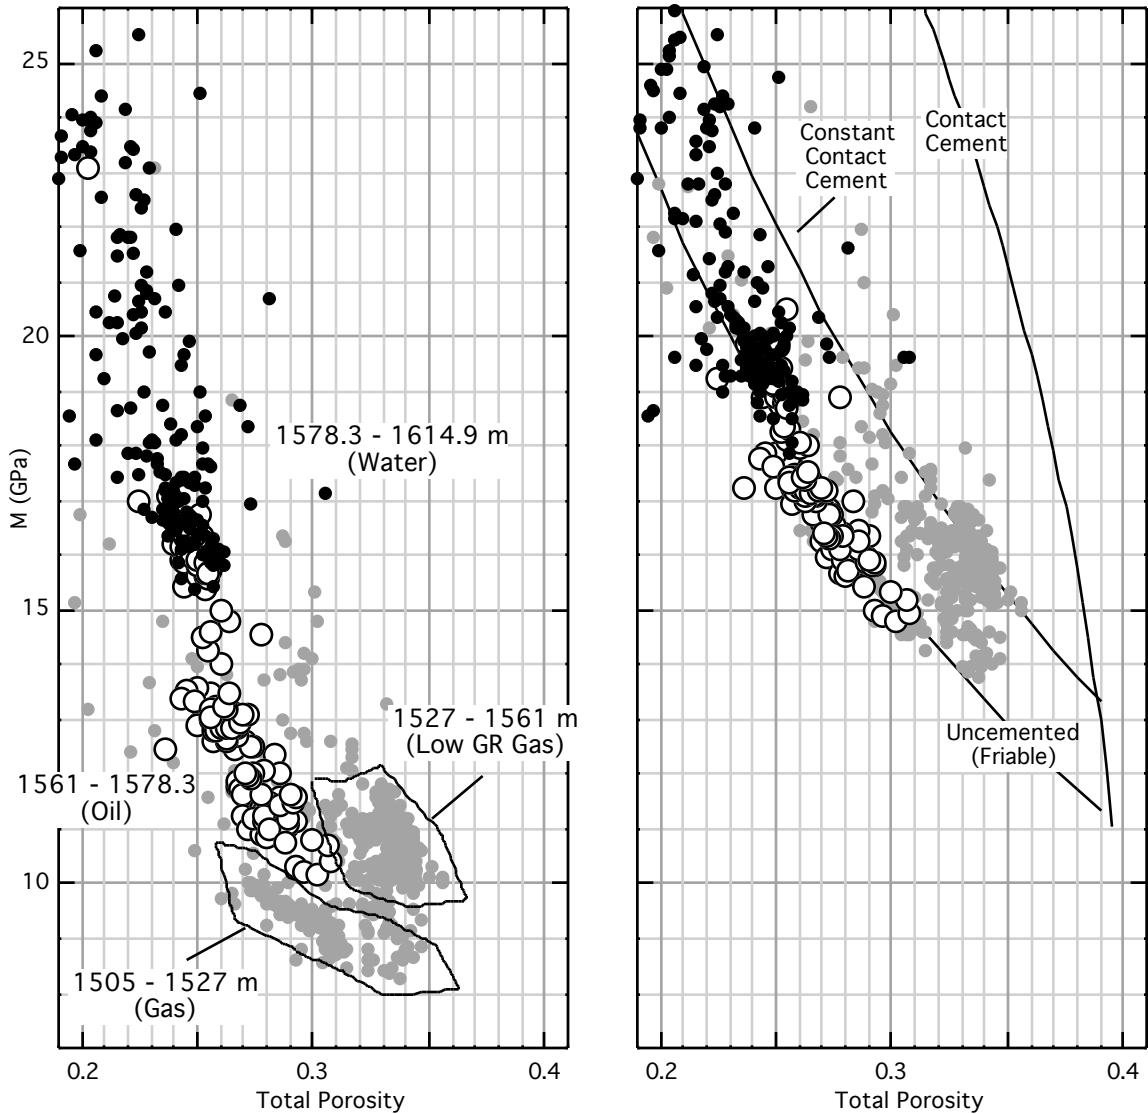 25
20
15
10
M (GPa)
1578.3 - 1614.9 m
(Water)
1527 - 1561 m
(Low GR Gas)
1561 - 1578.3
(Oil)
1505 - 1527 m
(Gas)
0.2
0.3
0.4
Total Porosity
Constant
Contact
Cement
Contact
Cement
Uncemented
(Friable)
0.2
0.3
0.4
Total Porosity